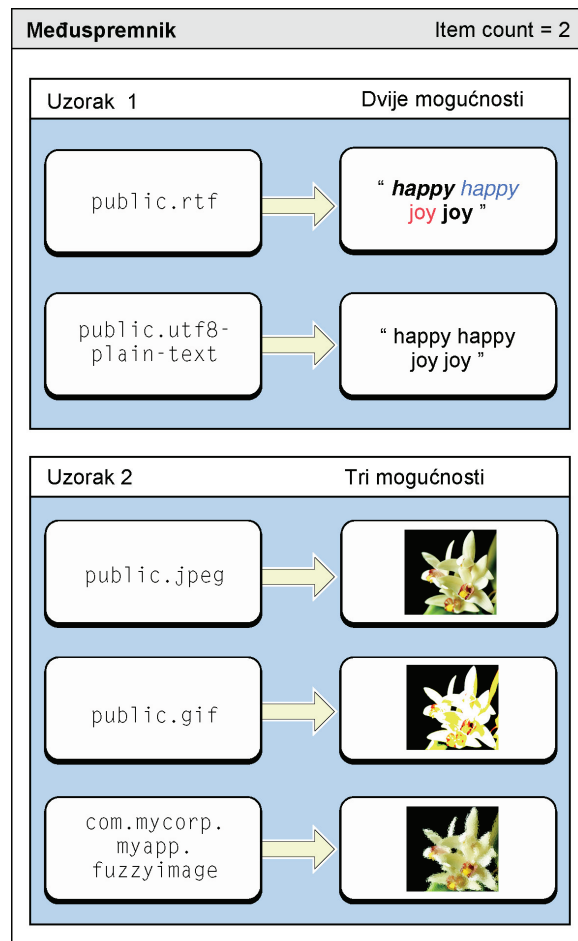 Međuspremnik Item count = 2
Uzorak 1 Dvije mogućnosti
public.rtf
“ happy happy
joy joy ”
public.utf8-
plain-text
“ happy happy
joy joy ”
Uzorak 2 Tri mogućnosti
public.jpeg
public.gif
com.mycorp.
myapp.
fuzzyimage